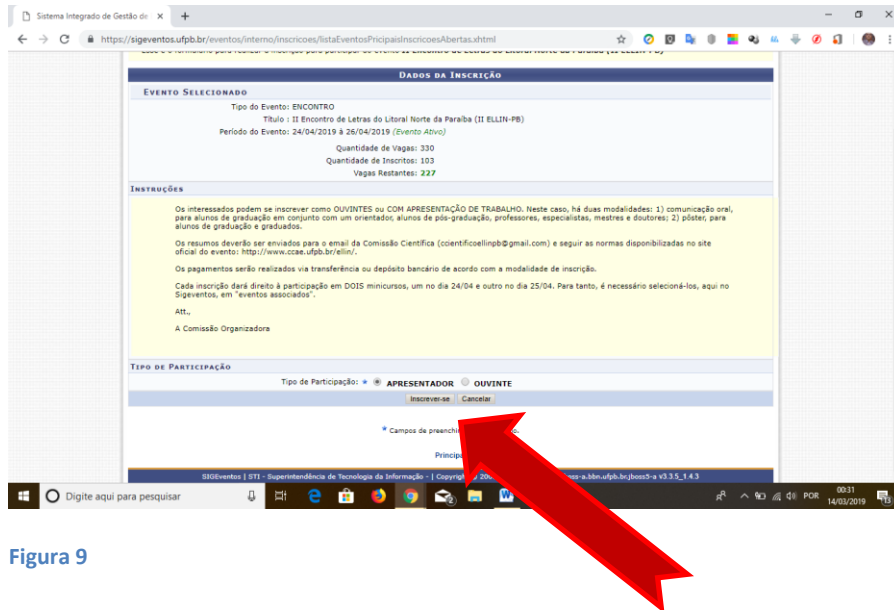 Sistema Integrado de Gestão de
https://sigeventos.ufpb.br/eventos/interno/inscricoes/listaEventosPricipaisInscricoesAbertas.xhtml
DADOS DA INSCRIÇÃO
EVENTO SELECIONADO
Tipo do Evento: ENCONTRO
Título : II Encontro de Letras do Litoral Norte da Paraíba (II ELLIN-PB)
Período do Evento: 24/04/2019 à 26/04/2019 (Evento Ativo)
Quantidade de Vagas: 330
Quantidade de Inscritos: 103
Vagas Restantes: 227
INSTRUÇÕES
Os interessados podem se inscrever como OUVINTES ou COM APRESENTAÇÃO DE TRABALHO. Neste caso, há duas modalidades: 1) comunicação oral,
para alunos de graduação em conjunto com um orientador, alunos de pós-graduação, professores, especialistas, mestres e doutores; 2) pôster, para
alunos de graduação e graduados.
Os resumos deverão ser enviados para o email da Comissão Científica (ccientificoellinpb@gmail.com) e seguir as normas disponibilizadas no site
oficial do evento: http://www.ccae.ufpb.br/ellin/.
Os pagamentos serão realizados via transferência ou depósito bancário de acordo com a modalidade de inscrição.
Cada inscrição dará direito à participação em DOIS minicursos, um no dia 24/04 e outro no dia 25/04. Para tanto, é necessário selecioná-los, aqui no
Sigeventos, em "eventos associados".
Att.,
A Comissão Organizadora
TIPO DE PARTICIPAÇÃO
Tipo de Participação: * APRESENTADOR OUVINTE
Inscrever-se Cancelar
* Campos de
Principa
SIGEventos | STI - Superintendência de Tecnologia da Informação - | Copyright 
Digite aqui para pesquisar
POR 00:31
14/03/2019
Figura 9